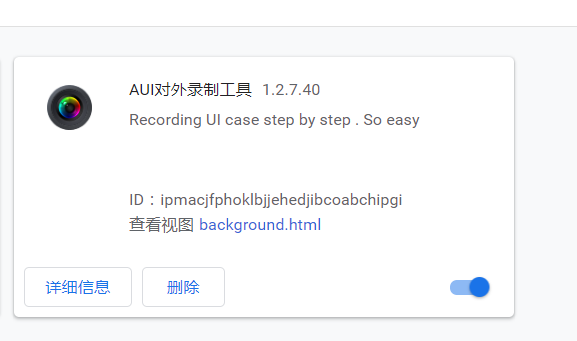 AUI对外录制工具 1.2.7.40
Recording UI case step by step . So easy
ID：ipmacjfphoklbjjehedjibcoabchipgi
查看视图 background.html
详细信息 删除